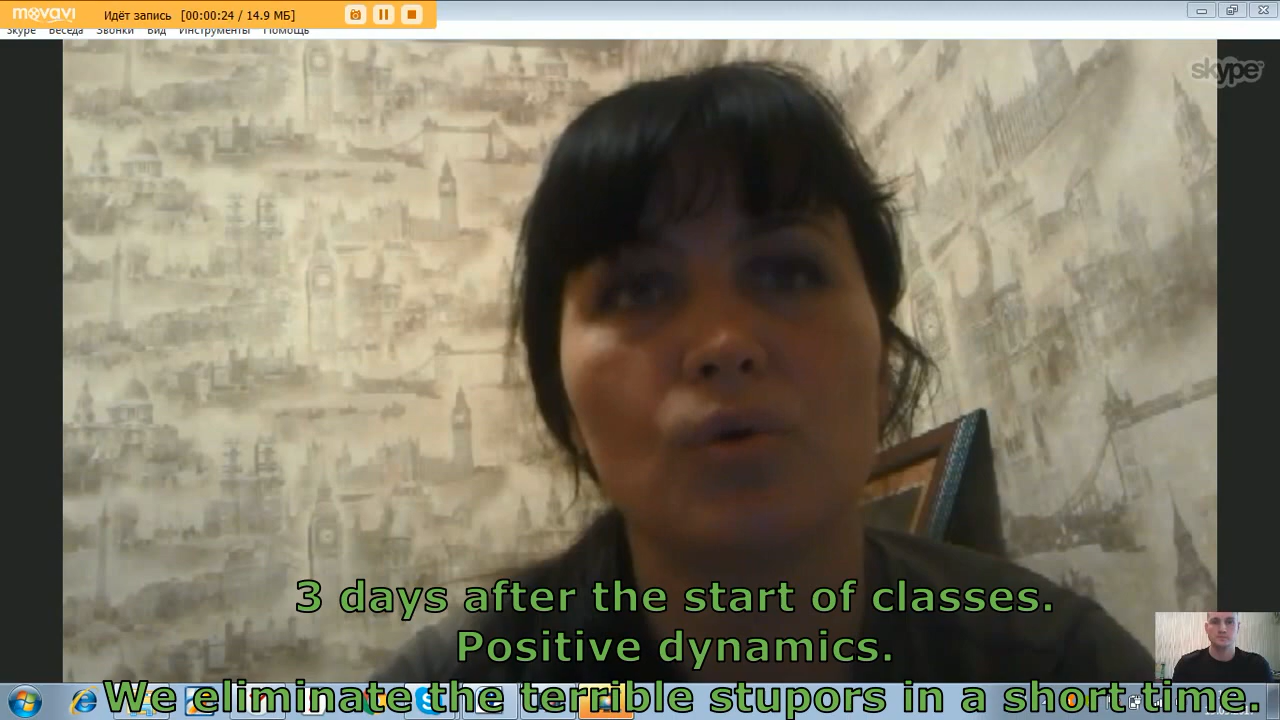 movavi
Идёт запись [00:00:24 / 14.9 МБ]
Skype Беседа Звонки Вид Инструменты Помощь
skype
3 days after the start of classes.
Positive dynamics.
We eliminate the terrible stupors in a short time.